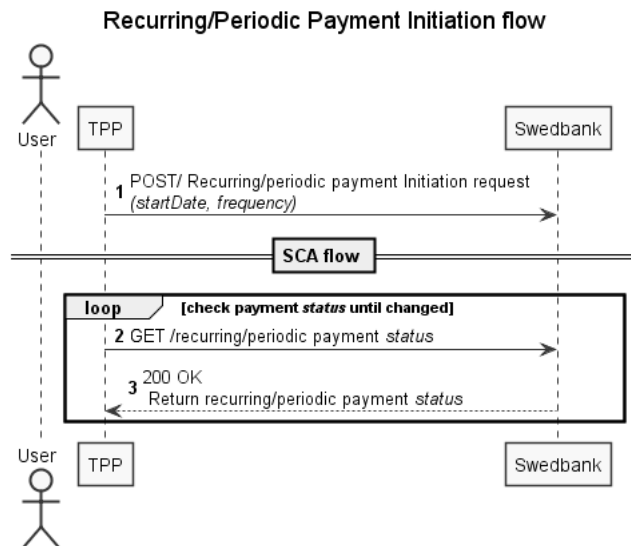 Recurring/Periodic Payment Initiation flow
User
TPP
Swedbank
1 POST/ Recurring/periodic payment Initiation request
(startDate, frequency)
SCA flow
loop [check payment status until changed]
2 GET /recurring/periodic payment status
3 200 OK
Return recurring/periodic payment status
User
TPP
Swedbank